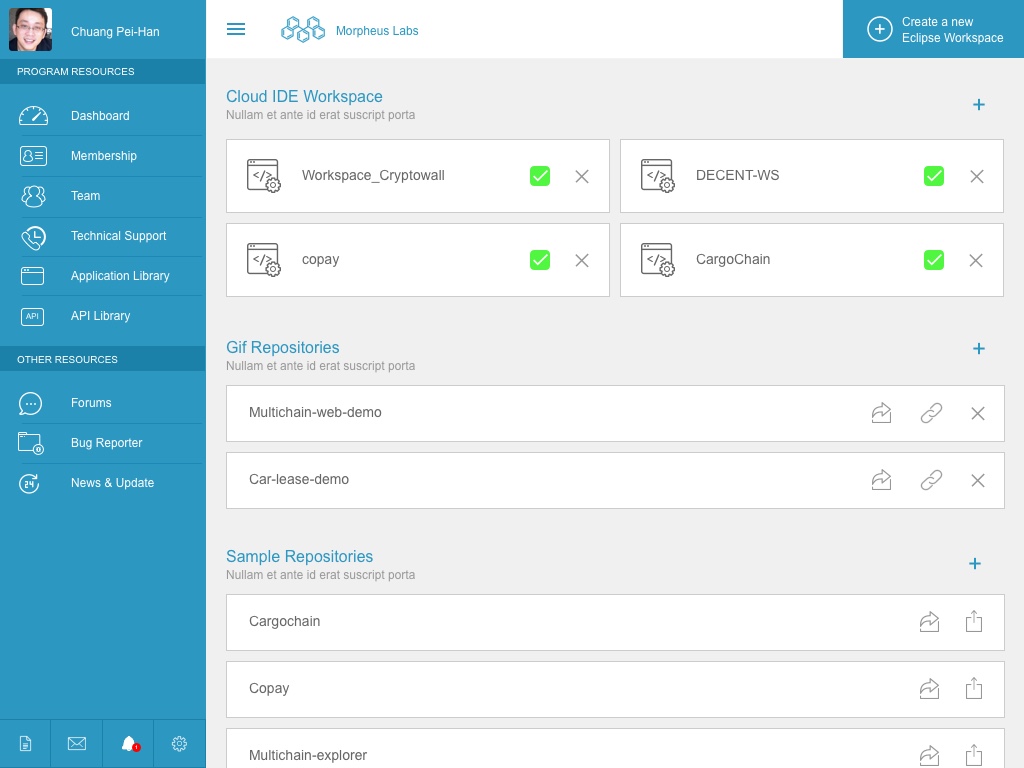 Chuang Pei-Han
PROGRAM RESOURCES
Dashboard
Membership
Team
Technical Support
Application Library
API
API Library
OTHER RESOURCES
Forums
Bug Reporter
24
News & Update
1
Morpheus Labs
Create a new
Eclipse Workspace
Cloud IDE Workspace
Nullam et ante id erat suscript porta
Workspace_Cryptowall
DECENT-WS
copay
CargoChain
Gif Repositories
Nullam et ante id erat suscript porta
Multichain-web-demo
Car-lease-demo
Sample Repositories
Nullam et ante id erat suscript porta
Cargochain
Copay
Multichain-explorer